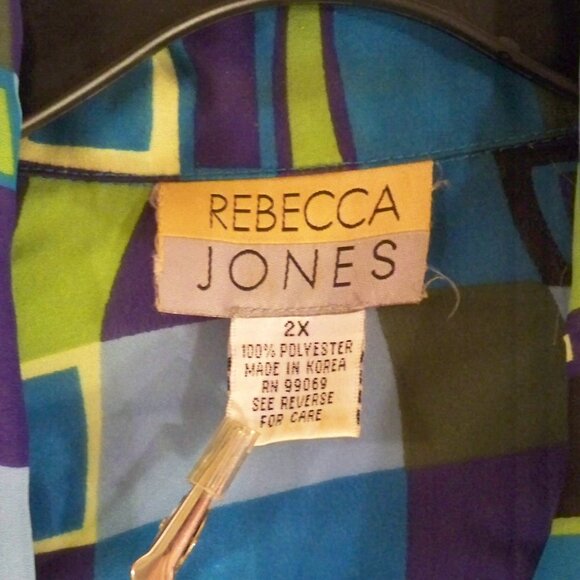 REBECCA
JONES
2X
100% POLYESTER
MADE IN KOREA
RN 99069
SEE REVERSE
FOR CARE